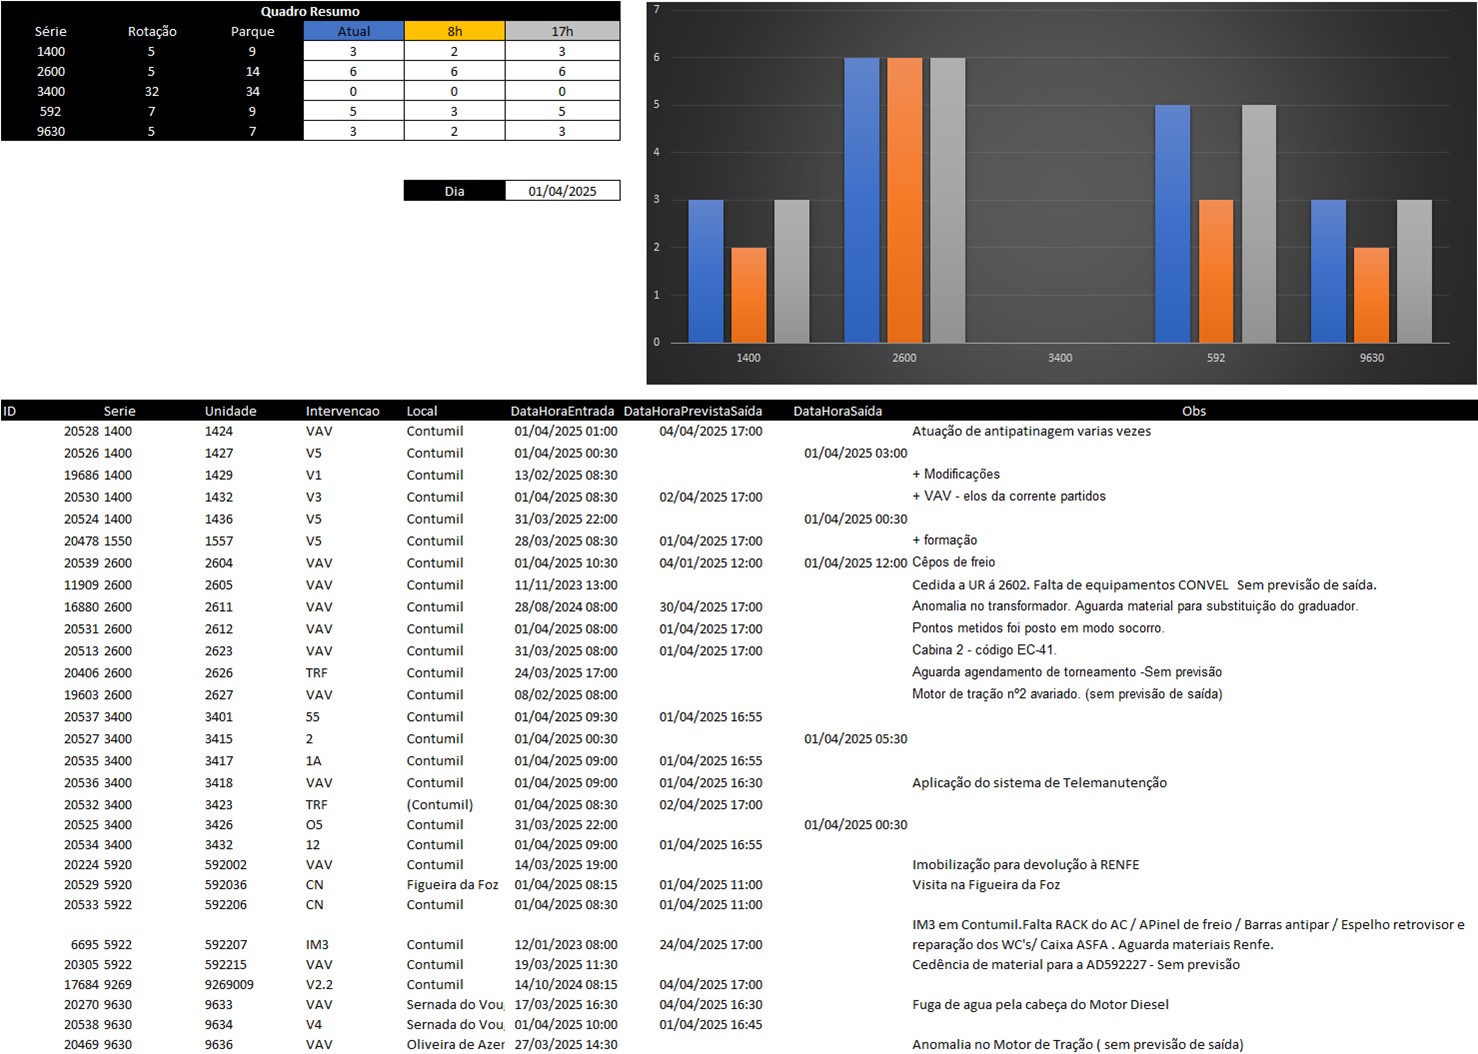 Quadro Resumo
Série Rotação Parque Atual 8h 17h
1400 5 9 3 2 3
2600 5 14 6 6 6
3400 32 34 0 0 0
592 7 9 5 3 5
9630 5 7 3 2 3
Dia 01/04/2025
7
6
5
4
3
2
1
0
1400 2600 3400 592 9630
ID Serie Unidade Intervencao Local DataHoraEntrada DataHoraPrevistaSaída DataHoraSaída Obs
20528 1400 1424 VAV Contumil 01/04/2025 01:00 04/04/2025 17:00 Atuação de antipatinagem varias vezes
20526 1400 1427 V5 Contumil 01/04/2025 00:30 01/04/2025 03:00
19686 1400 1429 V1 Contumil 13/02/2025 08:30 + Modificações
20530 1400 1432 V3 Contumil 01/04/2025 08:30 02/04/2025 17:00 + VAV - elos da corrente partidos
20524 1400 1436 V5 Contumil 31/03/2025 22:00 01/04/2025 00:30
20478 1550 1557 V5 Contumil 28/03/2025 08:30 01/04/2025 17:00 + formação
20539 2600 2604 VAV Contumil 01/04/2025 10:30 04/01/2025 12:00 01/04/2025 12:00 Cêpos de freio
11909 2600 2605 VAV Contumil 11/11/2023 13:00 Cedida a UR á 2602. Falta de equipamentos CONVEL Sem previsão de saída.
16880 2600 2611 VAV Contumil 28/08/2024 08:00 30/04/2025 17:00 Anomalia no transformador. Aguarda material para substituição do graduador.
20531 2600 2612 VAV Contumil 01/04/2025 08:00 01/04/2025 17:00 Pontos metidos foi posto em modo socorro.
20513 2600 2623 VAV Contumil 31/03/2025 08:00 01/04/2025 17:00 Cabina 2 - código EC-41.
20406 2600 2626 TRF Contumil 24/03/2025 17:00 Aguarda agendamento de torneamento -Sem previsão
19603 2600 2627 VAV Contumil 08/02/2025 08:00 Motor de tração nº2 avariado. (sem previsão de saída)
20537 3400 3401 55 Contumil 01/04/2025 09:30 01/04/2025 16:55
20527 3400 3415 2 Contumil 01/04/2025 00:30 01/04/2025 05:30
20535 3400 3417 1A Contumil 01/04/2025 09:00 01/04/2025 16:55
20536 3400 3418 VAV Contumil 01/04/2025 09:00 01/04/2025 16:30 Aplicação do sistema de Telemanutenção
20532 3400 3423 TRF (Contumil) 01/04/2025 08:30 02/04/2025 17:00
20525 3400 3426 O5 Contumil 31/03/2025 22:00 01/04/2025 00:30
20534 3400 3432 12 Contumil 01/04/2025 09:00 01/04/2025 16:55
20224 5920 592002 VAV Contumil 14/03/2025 19:00 Imobilização para devolução à RENFE
20529 5920 592036 CN Figueira da Foz 01/04/2025 08:15 01/04/2025 11:00 Visita na Figueira da Foz
20533 5922 592206 CN Contumil 01/04/2025 08:30 01/04/2025 11:00
IM3 em Contumil.Falta RACK do AC / APinel de freio / Barras antipar / Espelho retrovisor e
6695 5922 592207 IM3 Contumil 12/01/2023 08:00 24/04/2025 17:00 reparação dos WC's/ Caixa ASFA . Aguarda materiais Renfe.
20305 5922 592215 VAV Contumil 19/03/2025 11:30 Cedência de material para a AD592227 - Sem previsão
17684 9269 9269009 V2.2 Contumil 14/10/2024 08:15 04/04/2025 17:00
20270 9630 9633 VAV Sernada do Vou 17/03/2025 16:30 04/04/2025 16:30 Fuga de agua pela cabeça do Motor Diesel
20538 9630 9634 V4 Sernada do Vou 01/04/2025 10:00 01/04/2025 16:45
20469 9630 9636 VAV Oliveira de Azer 27/03/2025 14:30 Anomalia no Motor de Tração ( sem previsão de saída)